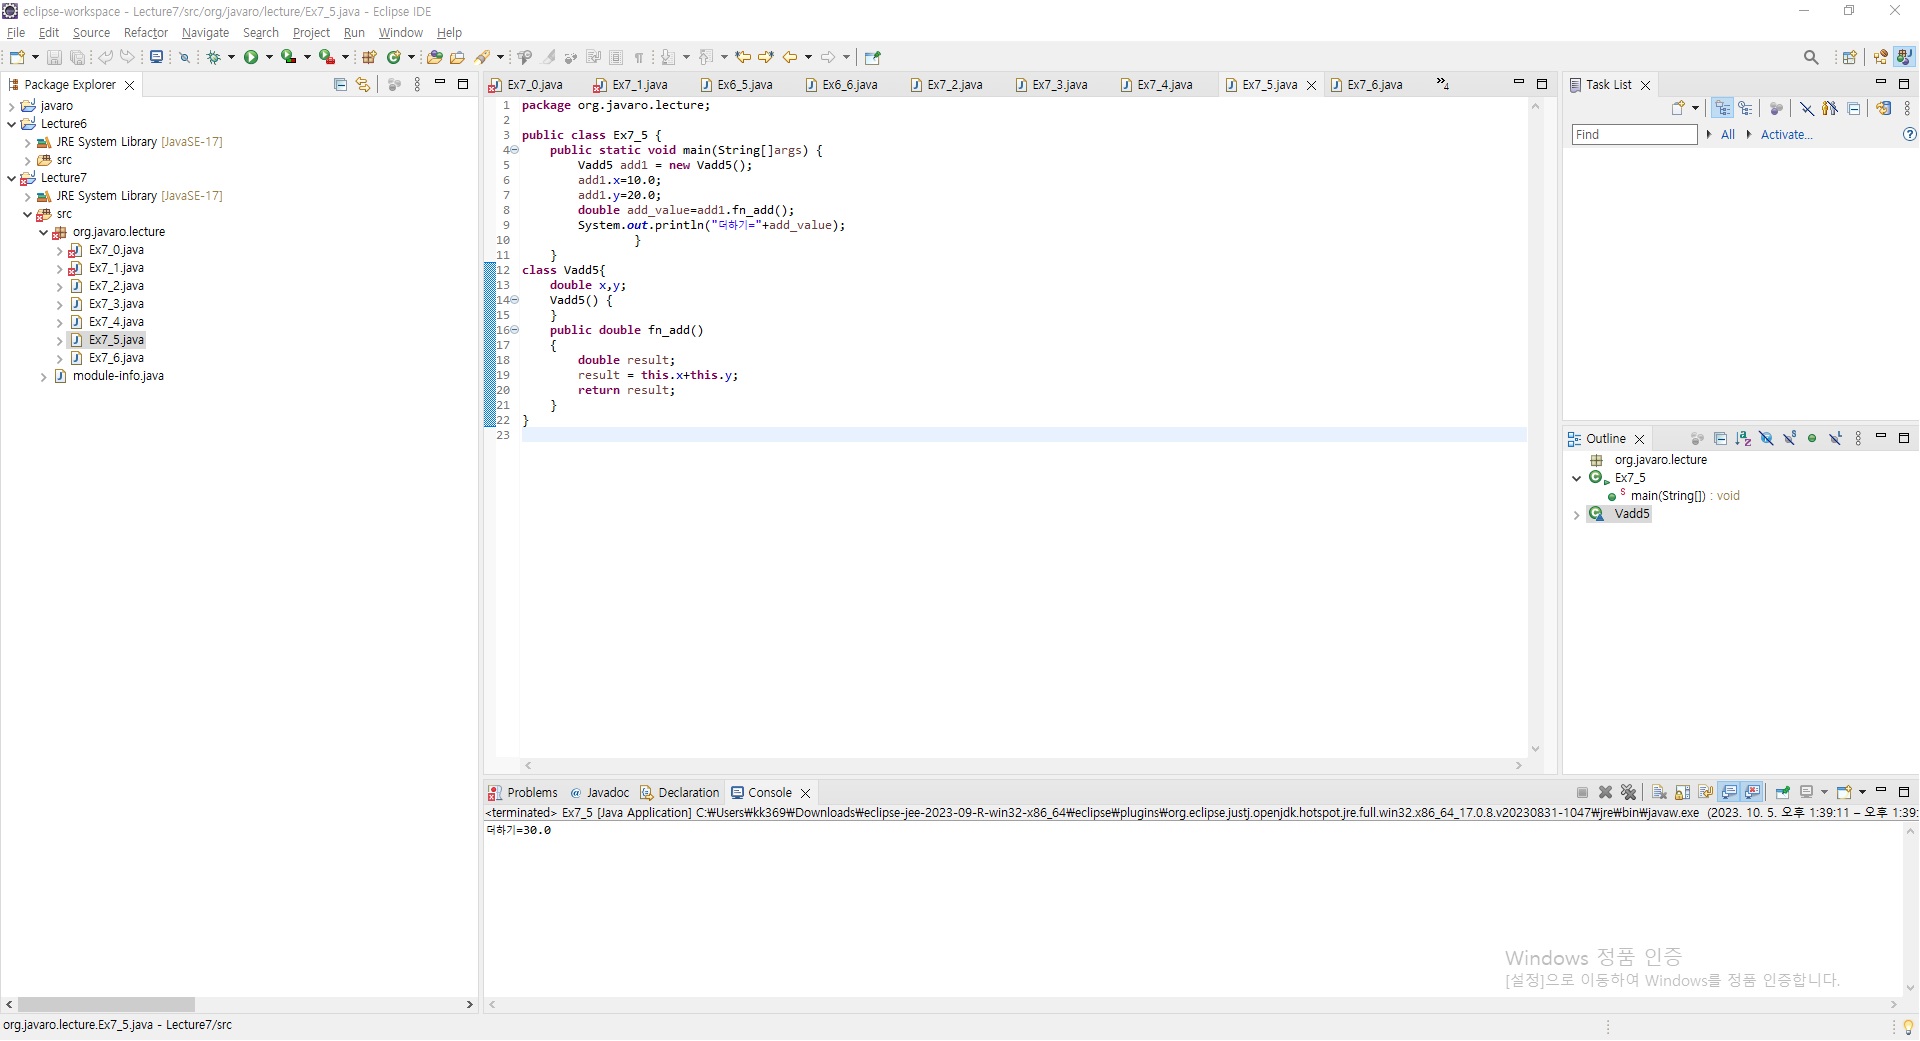 eclipse-workspace - Lecture7/src/org/javaro/lecture/Ex7_5.java - Eclipse IDE
File Edit Source Refactor Navigate Search Project Run Window Help
Package Explorer
javaro
Lecture6
JRE System Library [JavaSE-17]
src
Lecture7
JRE System Library [JavaSE-17]
src
org.javaro.lecture
Ex7_0.java
Ex7_1.java
Ex7_2.java
Ex7_3.java
Ex7_4.java
Ex7_5.java
Ex7_6.java
module-info.java
Ex7_0.java Ex7_1.java Ex6_5.java Ex6_6.java Ex7_2.java Ex7_3.java Ex7_4.java Ex7_5.java Ex7_6.java »4
1 package org.javaro.lecture;
2
3 public class Ex7_5 {
4 public static void main(String[]args) {
5 Vadd5 add1 = new Vadd5();
6 add1.x=10.0;
7 add1.y=20.0;
8 double add_value=add1.fn_add();
9 System.out.println("더하기="+add_value);
10 }
11 }
12 class Vadd5{
13 double x,y;
14 Vadd5() {
15 }
16 public double fn_add()
17 {
18 double result;
19 result = this.x+this.y;
20 return result;
21 }
22 }
23
Task List
Find All Activate...
Outline
org.javaro.lecture
Ex7_5
main(String[]) : void
Vadd5
Problems Javadoc Declaration Console
<terminated> Ex7_5 [Java Application] C:₩Users₩kk369₩Downloads₩eclipse-jee-2023-09-R-win32-x86_64₩eclipse₩plugins₩org.eclipse.justj.openjdk.hotspot.jre.full.win32.x86_64_17.0.8.v20230831-1047₩jre₩bin₩javaw.exe (2023. 10. 5. 오후 1:39:11 – 오후 1:39:
더하기=30.0
Windows 정품 인증
[설정]으로 이동하여 Windows를 정품 인증합니다.
org.javaro.lecture.Ex7_5.java - Lecture7/src